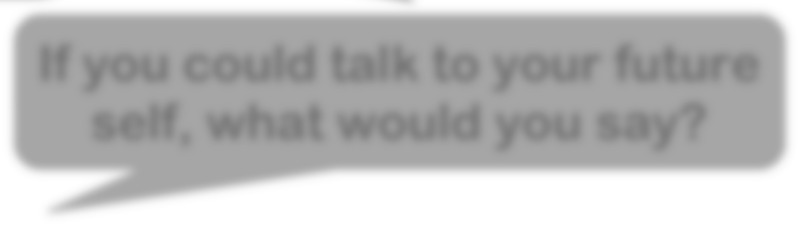 If you could talk to your future
self, what would you say?